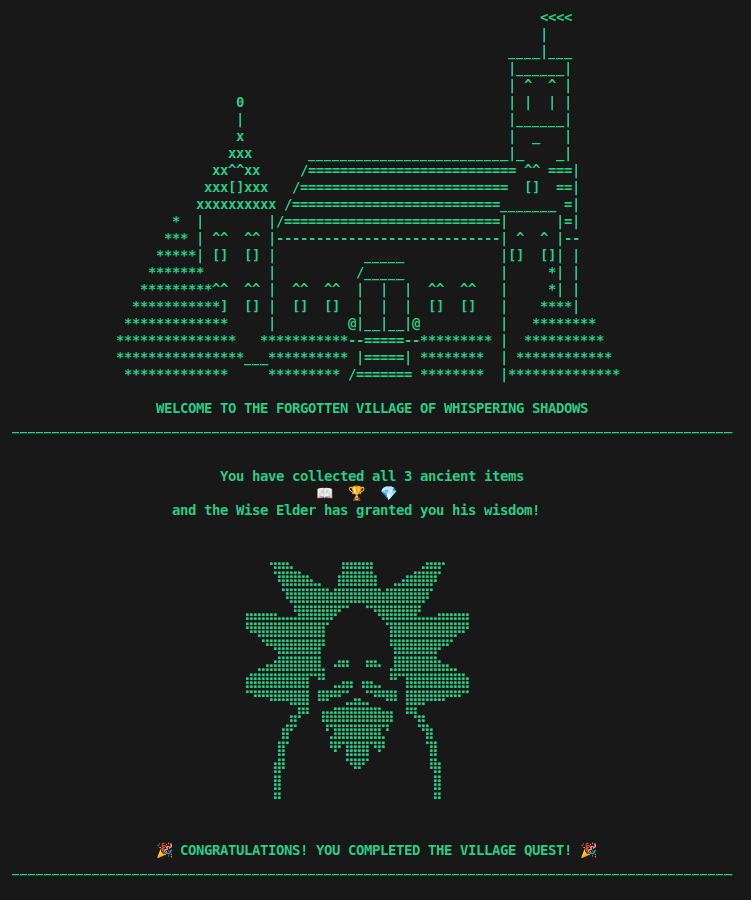 WELCOME TO THE FORGOTTEN VILLAGE OF WHISPERING SHADOWS
You have collected all 3 ancient items
📖 🏆 💎
and the Wise Elder has granted you his wisdom!
🎉 CONGRATULATIONS! YOU COMPLETED THE VILLAGE QUEST! 🎉